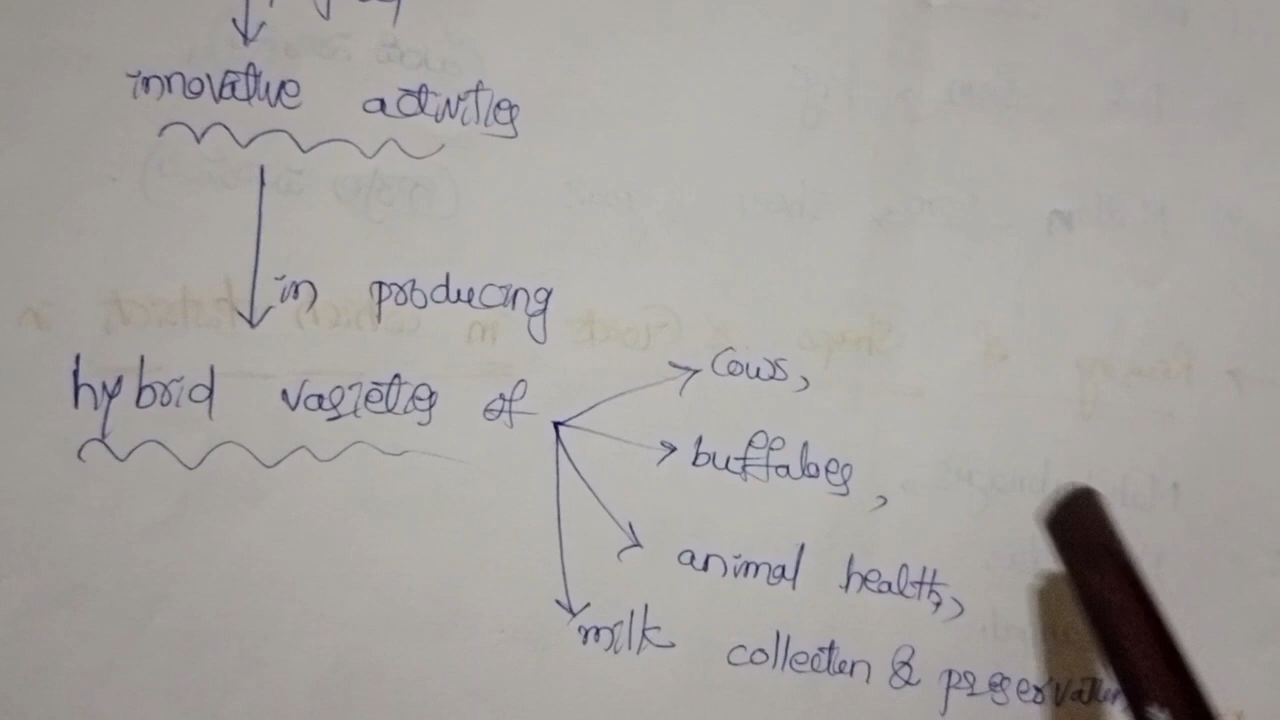 innovative activities
in producing
hybrid varieties of
cows,
buffaloes,
animal health,
milk collection & preservation